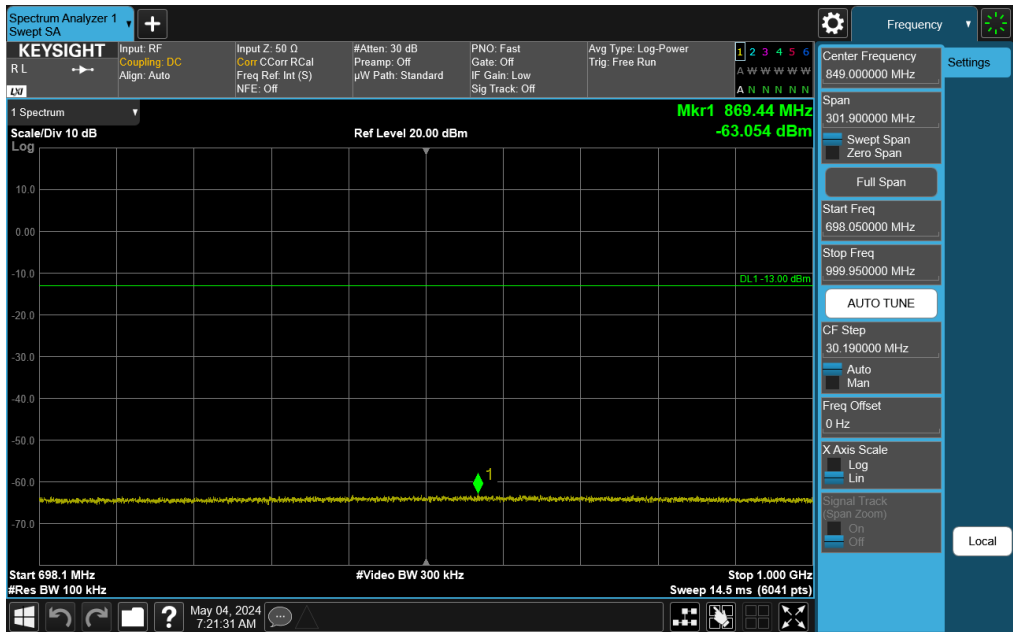 Spectrum Analyzer 1
Swept SA
Frequency
KEYSIGHT
R L
LXI
Input: RF
Coupling: DC
Align: Auto
Input Z: 50 Ω
Corr CCorr RCal
Freq Ref: Int (S)
NFE: Off
#Atten: 30 dB
Preamp: Off
µW Path: Standard
PNO: Fast
Gate: Off
IF Gain: Low
Sig Track: Off
Avg Type: Log-Power
Trig: Free Run
1 2 3 4 5 6
A W W W W W
A N N N N N
1 Spectrum
Scale/Div 10 dB
Log
Ref Level 20.00 dBm
Mkr1 869.44 MHz
-63.054 dBm
10.0
0.00
-10.0
DL1 -13.00 dBm
-20.0
-30.0
-40.0
-50.0
1
-60.0
-70.0
Start 698.1 MHz
#Res BW 100 kHz
#Video BW 300 kHz
Stop 1.000 GHz
Sweep 14.5 ms (6041 pts)
?
May 04, 2024
7:21:31 AM
Center Frequency
849.000000 MHz
Span
301.900000 MHz
Swept Span
Zero Span
Full Span
Start Freq
698.050000 MHz
Stop Freq
999.950000 MHz
AUTO TUNE
CF Step
30.190000 MHz
Auto
Man
Freq Offset
0 Hz
X Axis Scale
Log
Lin
Signal Track
(Span Zoom)
On
Off
Settings
Local